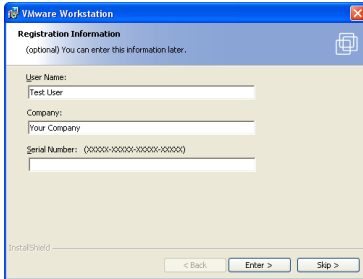 VMware Workstation
Registration Information
(optional) You can enter this information later.
User Name:
Test User
Company:
Your Company
Serial Number: (XXXXX-XXXXX-XXXXX-XXXXX)
InstallShield
< Back Enter > Skip >